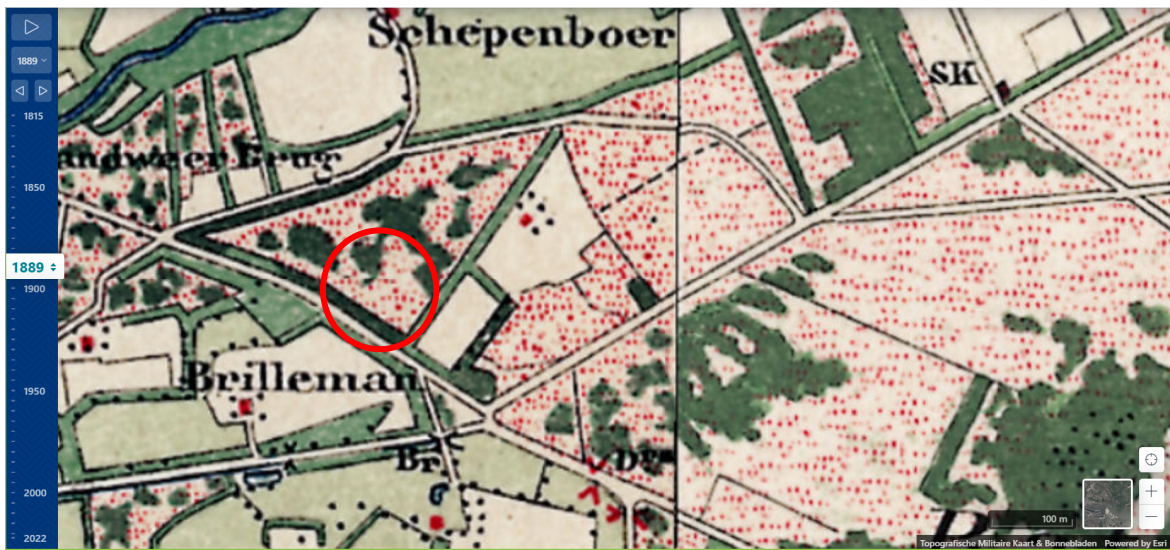 1889
1815
1850
1889
1900
1950
2000
2022
Schepenboer
SK
andweer Brug
Brilleman
Br.
100 m
Topografische Militaire Kaart & Bonnebladen Powered by Esri